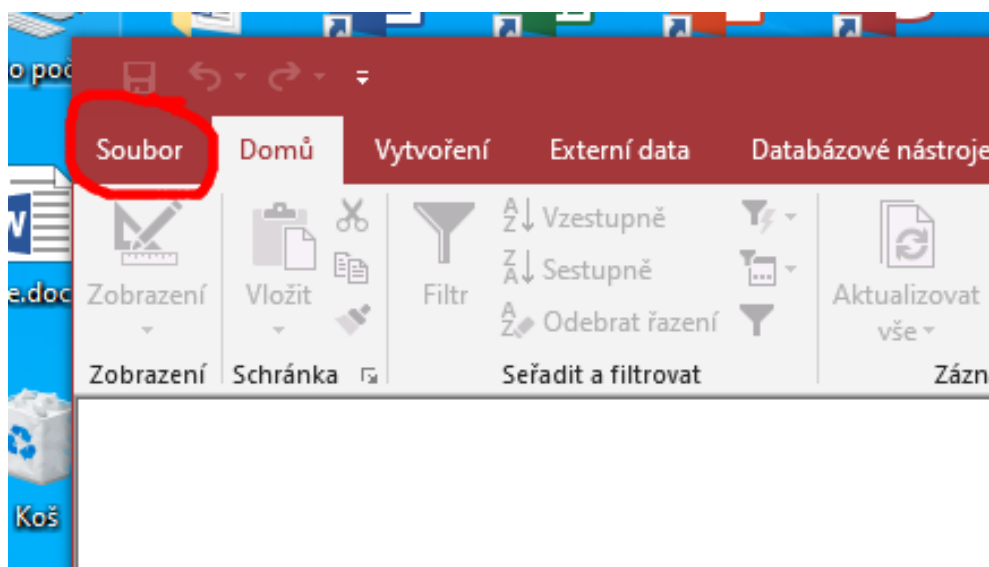 o poč
Soubor Domů Vytvoření Externí data Databázové nástroje
Vzestupně
Sestupně
Odebrat řazení
Zobrazení Vložit Filtr Aktualizovat
vše
Zobrazení Schránka Seřadit a filtrovat Zázn
e.doc
Koš